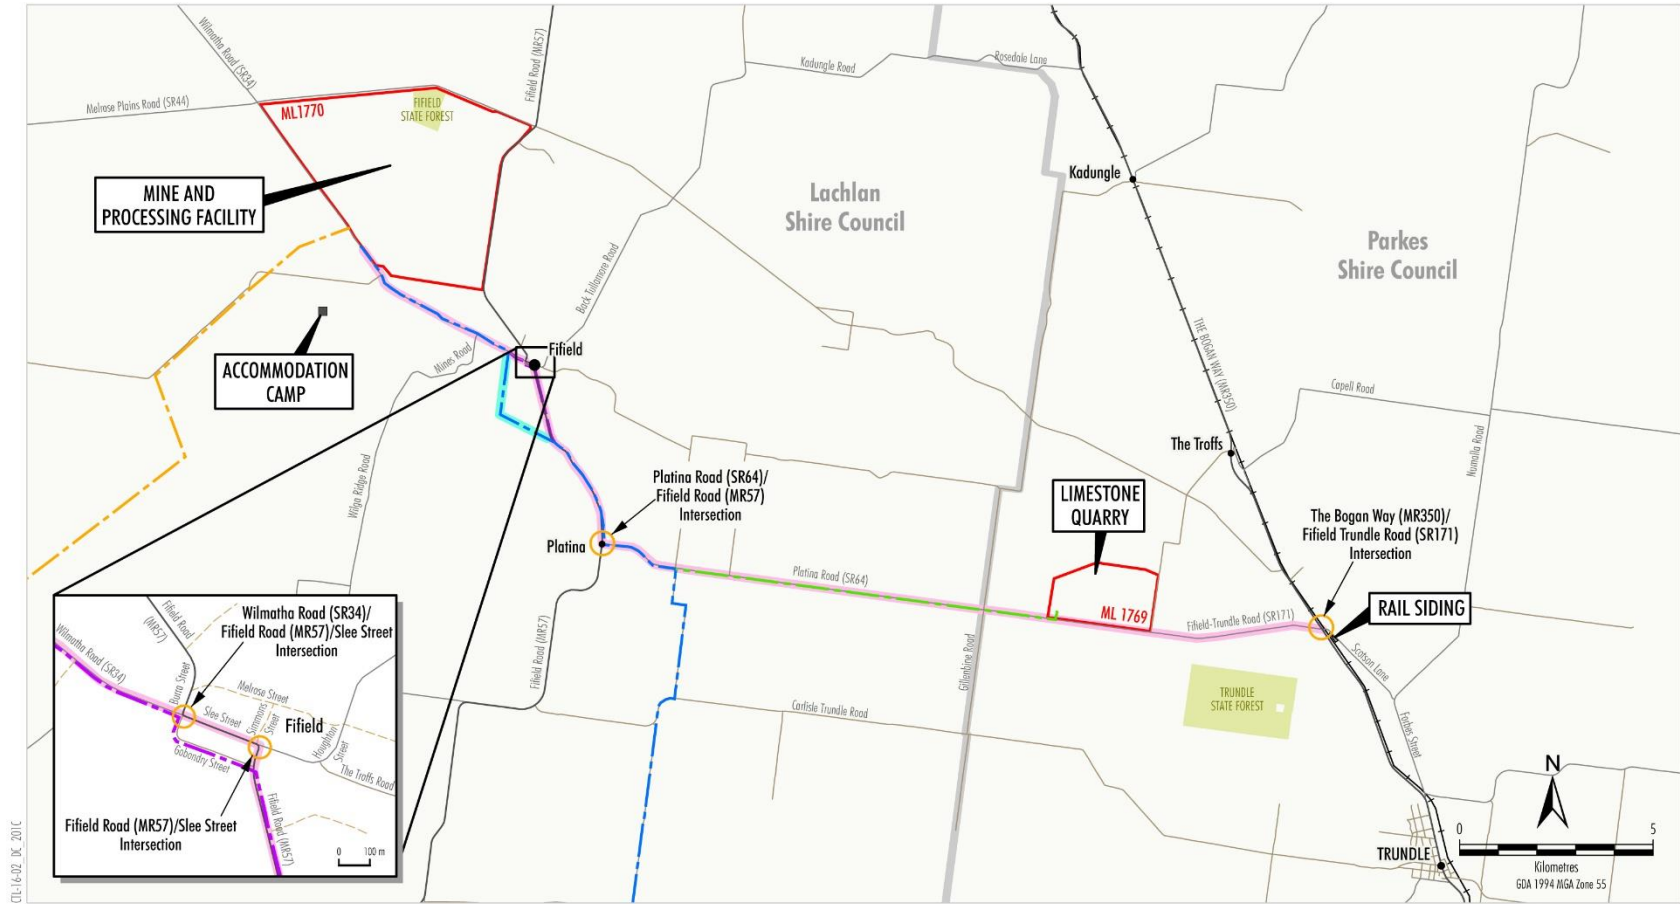 Wilmatha Road (SR34)
Fifield Road (MR57)
Kadungle Road
Rosedale Lane
Melrose Plains Road (SR44)
ML1770
FIFIELD
STATE FOREST
MINE AND
PROCESSING FACILITY
Lachlan
Shire Council
Kadungle
Parkes
Shire Council
Back Tullamore Road
ACCOMMODATION
CAMP
Mines Road
Fifield
THE BOGAN WAY (MR350)
Capell Road
Numalla Road
The Troffs
Wilga Ridge Road
Platina Road (SR64)/
Fifield Road (MR57)
Intersection
LIMESTONE
QUARRY
The Bogan Way (MR350)/
Fifield Trundle Road (SR171)
Intersection
Platina
Platina Road (SR64)
ML 1769
Fifield-Trundle Road (SR171)
RAIL SIDING
Fifield Road (MR57)
Gillenbine Road
Scotson Lane
TRUNDLE
STATE FOREST
Carlisle Trundle Road
Forbes Street
Wilmatha Road (SR34)/
Fifield Road (MR57)/Slee Street
Intersection
Fifield Road
(MR57)
Wilmatha Road (SR34)
Burra Street
Melrose Street
Slee Street
Simmons
Street
Fifield
Houghton
Street
Gobondry Street
The Troffs Road
Fifield Road (MR57)/Slee Street
Intersection
Fifield Road (MR57)
0 100 m
N
0 5
Kilometres
GDA 1994 MGA Zone 55
TRUNDLE
CTL-16-02 DC_201C